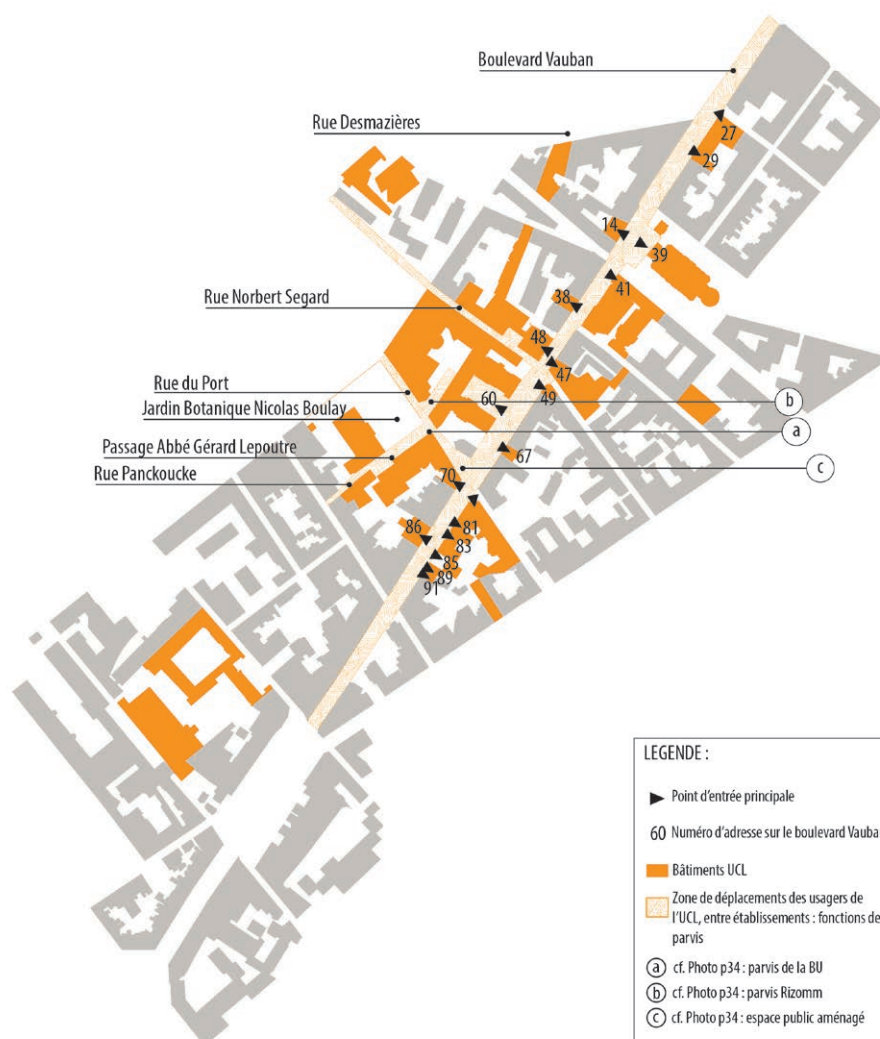 Boulevard Vauban
Rue Desmazières
27
29
14
39
41
38
Rue Norbert Segard
48
47
49
Rue du Port
b
60
Jardin Botanique Nicolas Boulay
a
Passage Abbé Gérard Lepoutre
67
c
Rue Panckoucke
70
81
86
83
85
89
91
LEGENDE :
Point d'entrée principale
60 Numéro d'adresse sur le boulevard Vauba
Bâtiments UCL
Zone de déplacements des usagers de
l'UCL, entre établissements : fonctions de
parvis
a cf. Photo p34 : parvis de la BU
b cf. Photo p34 : parvis Rizomm
c cf. Photo p34 : espace public aménagé